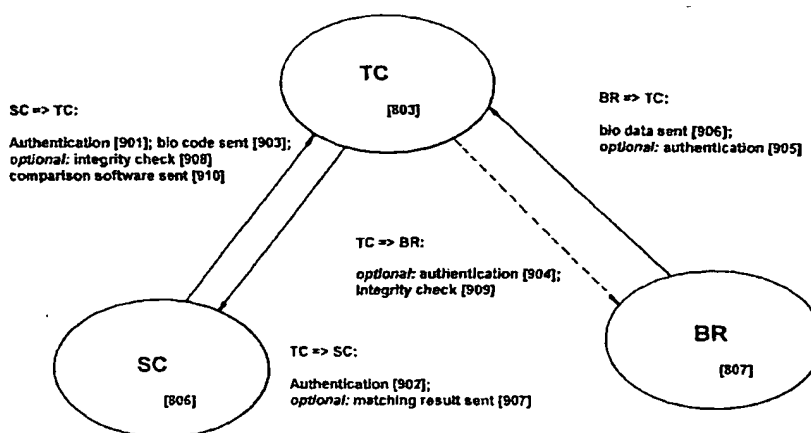 TC
[803]
SC => TC:
Authentication [901]; bio code sent [903];
optional: integrity check [908]
comparison software sent [910]
BR => TC:
bio data sent [906];
optional: authentication [905]
TC => BR:
optional: authentication [904];
integrity check [909]
SC
[806]
TC => SC:
Authentication [902];
optional: matching result sent [907]
BR
[807]